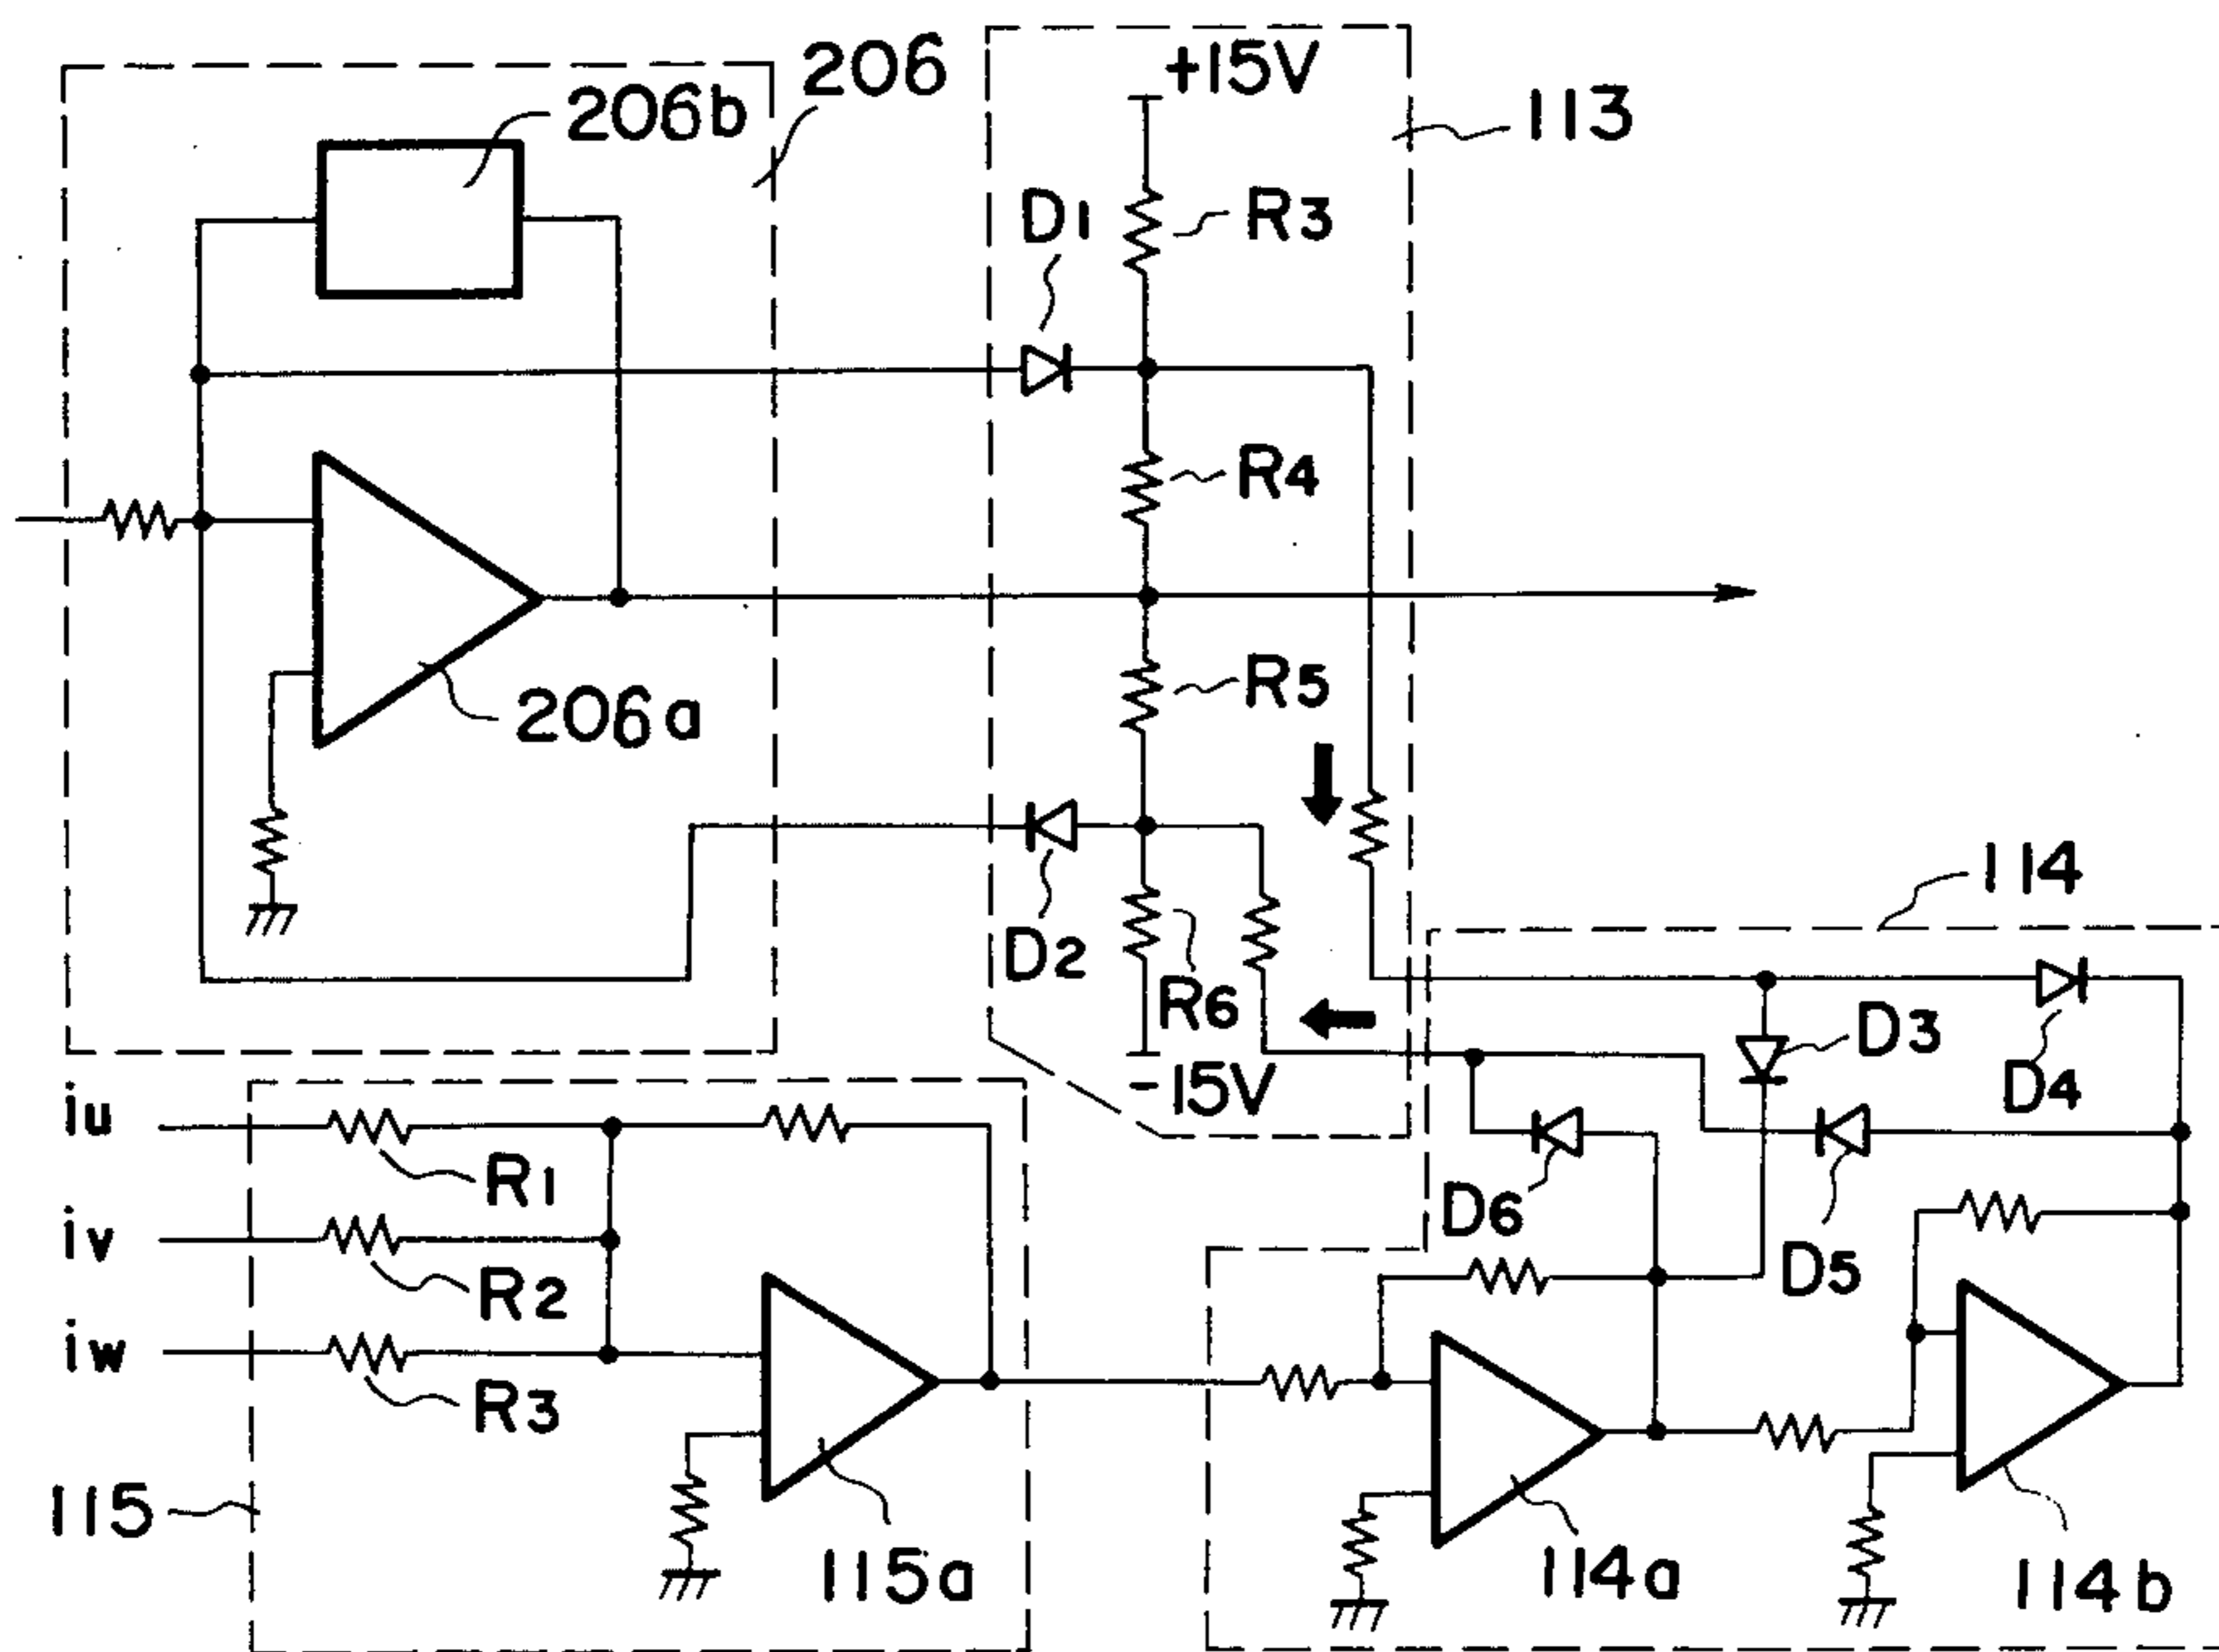 206
+15V
206b
113
D1
R3
R4
R5
206a
114
D2
R6
D3
-15V
D4
iu
R1
D6
iv
R2
D5
iw
R3
115
115a
114a
114b